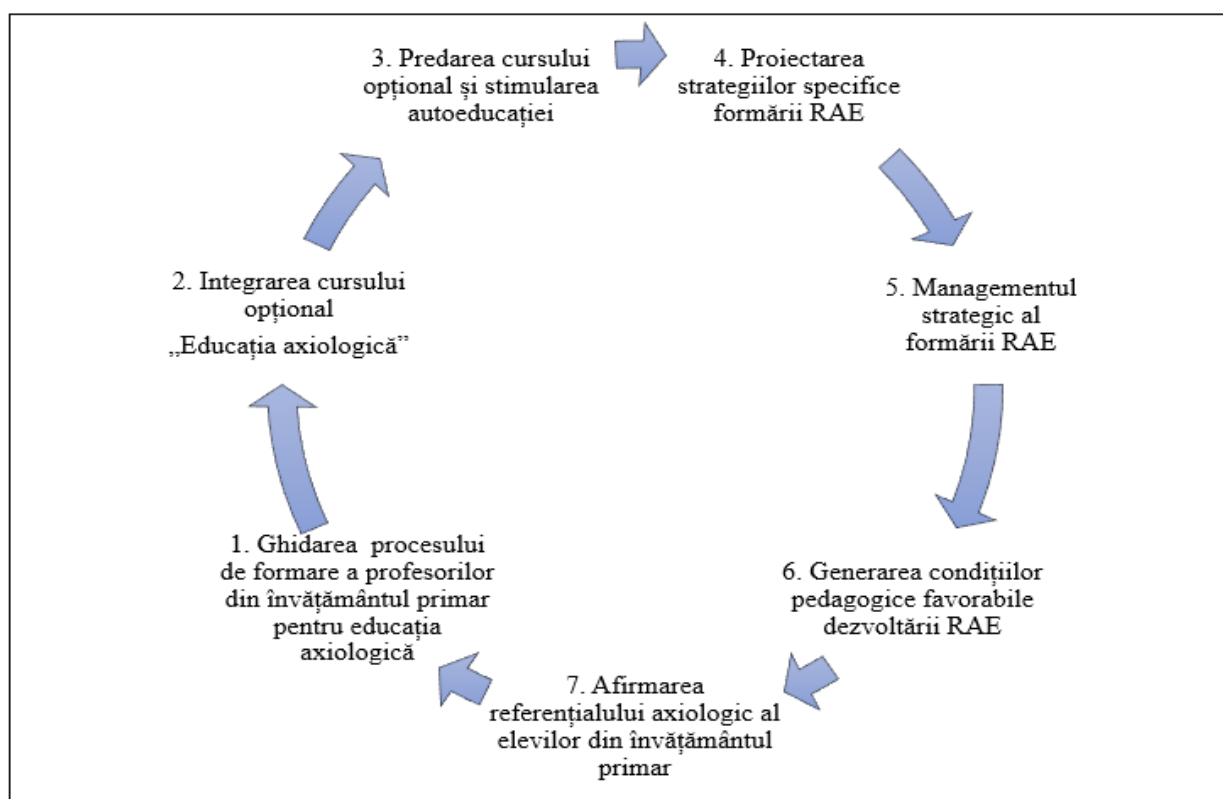 3. Predarea cursului
opțional și stimularea
autoeducației
4. Proiectarea
strategiilor specifice
formării RAE
2. Integrarea cursului
opțional
„Educația axiologică”
5. Managementul
strategic al
formării RAE
1. Ghidarea procesului
de formare a profesorilor
din învățământul primar
pentru educația
axiologică
6. Generarea condițiilor
pedagogice favorabile
dezvoltării RAE
7. Afirmarea
referențialului axiologic al
elevilor din învățământul
primar